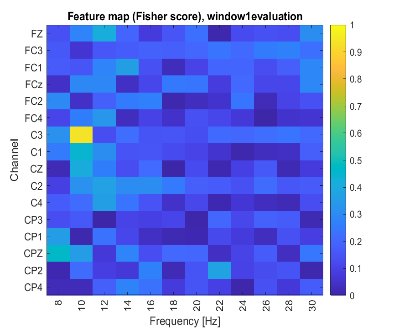 Feature map (Fisher score), window1evaluation
Channel
FZ
FC3
FC1
FCz
FC2
FC4
C3
C1
CZ
C2
C4
CP3
CP1
CPZ
CP2
CP4
8 10 12 14 16 18 20 22 24 26 28 30
Frequency [Hz]
1
0.9
0.8
0.7
0.6
0.5
0.4
0.3
0.2
0.1
0